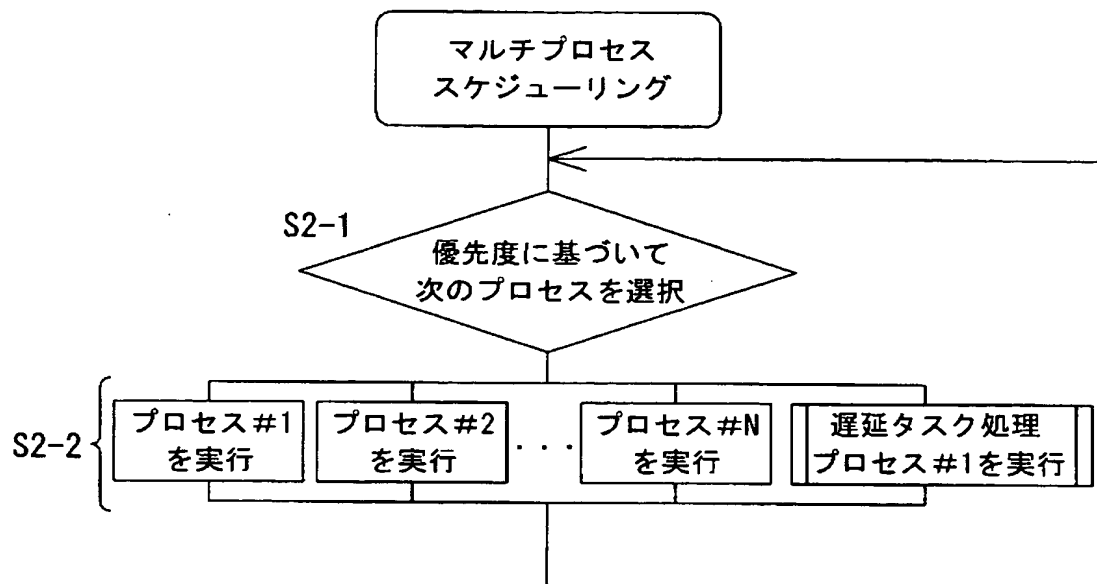 マルチプロセス
スケジューリング
S2-1
優先度に基づいて
次のプロセスを選択
S2-2
プロセス#1
を実行
プロセス#2
を実行
・・・
プロセス#N
を実行
遅延タスク処理
プロセス#1を実行